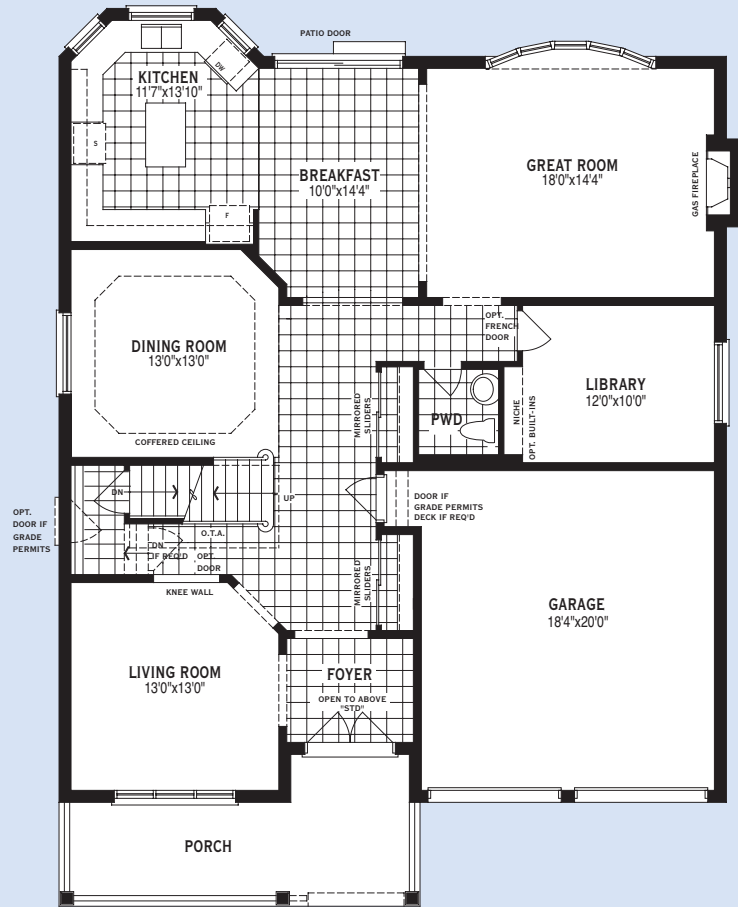 PATIO DOOR
KITCHEN
11'7"x13'10"
DW
S
F
BREAKFAST
10'0"x14'4"
GREAT ROOM
18'0"x14'4"
GAS FIREPLACE
DINING ROOM
13'0"x13'0"
COFFERED CEILING
OPT.
FRENCH
DOOR
LIBRARY
12'0"x10'0"
MIRRORED
SLIDERS
PWD
NICHE
OPT. BUILT-INS
DN
UP
OPT.
DOOR IF
GRADE
PERMITS
DOOR IF
GRADE PERMITS
DECK IF REQ'D
O.T.A.
DN
IF REQ'D
OPT.
DOOR
KNEE WALL
MIRRORED
SLIDERS
GARAGE
18'4"x20'0"
LIVING ROOM
13'0"x13'0"
FOYER
OPEN TO ABOVE
"STD"
PORCH